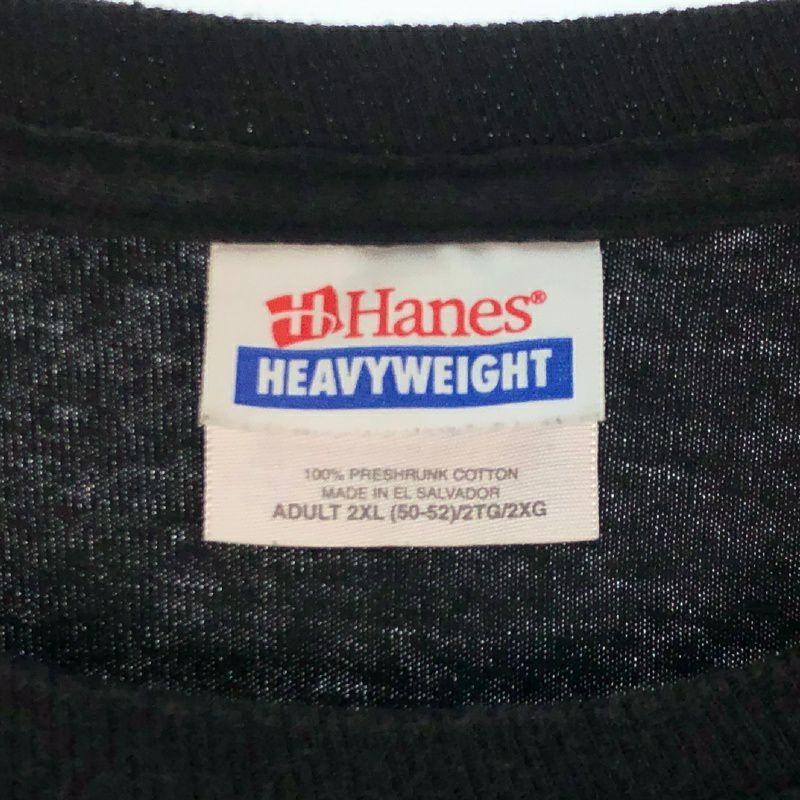 Hanes®
HEAVYWEIGHT
100% PRESHRUNK COTTON
MADE IN EL SALVADOR
ADULT 2XL (50-52)/2TG/2XG